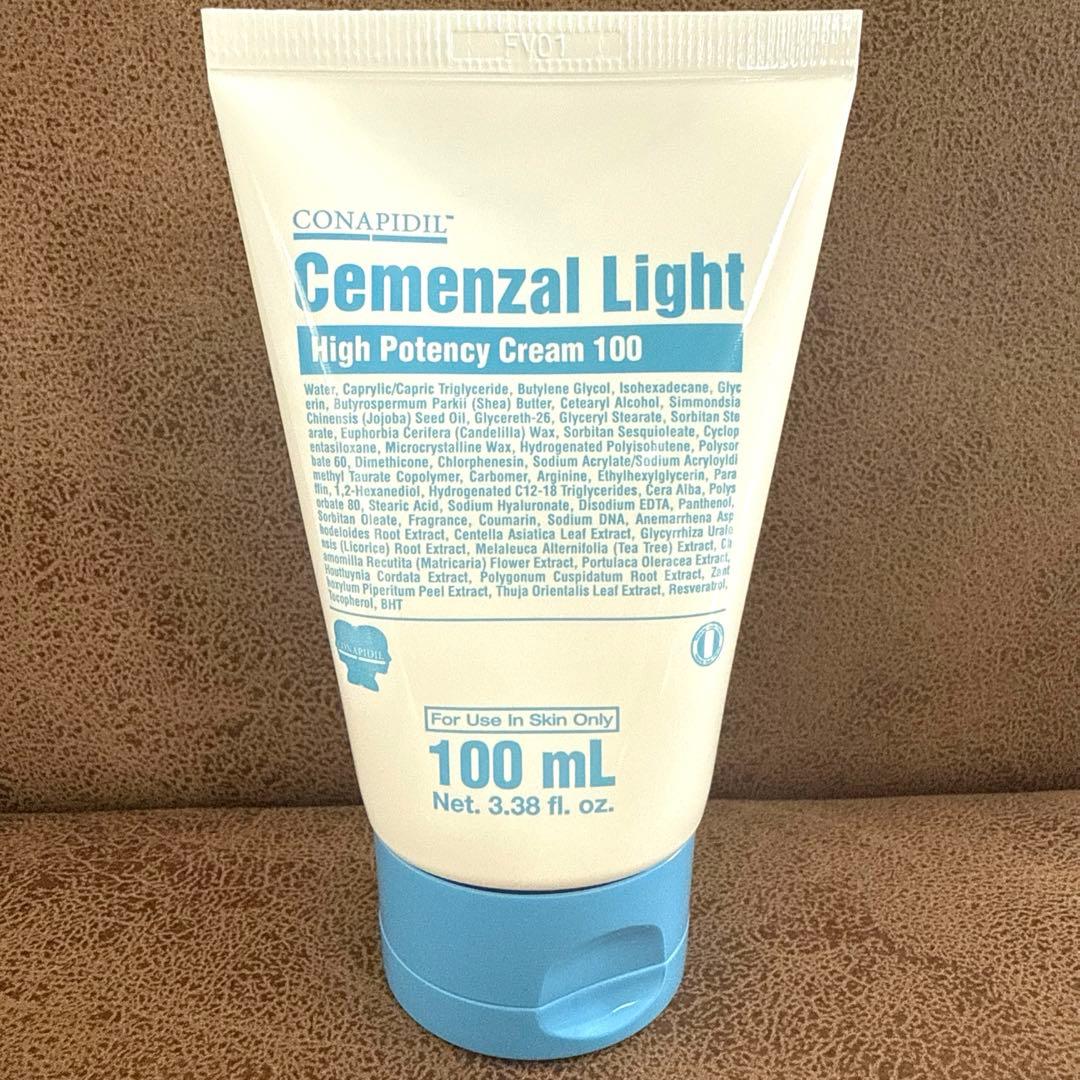 FY01
CONAPIDIL™
Cemenzal Light
High Potency Cream 100
Water, Caprylic/Capric Triglyceride, Butylene Glycol, Isohexadecane, Glyc
erin, Butyrospermum Parkii (Shea) Butter, Cetearyl Alcohol, Simmondsia
Chinensis (Jojoba) Seed Oil, Glycereth-26, Glyceryl Stearate, Sorbitan Ste
arate, Euphorbia Cerifera (Candelilla) Wax, Sorbitan Sesquioleate, Cyclop
entasiloxane, Microcrystalline Wax, Hydrogenated Polyisobutene, Polysor
bate 60, Dimethicone, Chlorphenesin, Sodium Acrylate/Sodium Acryloyldi
methyl Taurate Copolymer, Carbomer, Arginine, Ethylhexylglycerin, Para
ffin, 1,2-Hexanediol, Hydrogenated C12-18 Triglycerides, Cera Alba, Polys
orbate 80, Stearic Acid, Sodium Hyaluronate, Disodium EDTA, Panthenol,
Sorbitan Oleate, Fragrance, Coumarin, Sodium DNA, Anemarrhena Asp
hodeloides Root Extract, Centella Asiatica Leaf Extract, Glycyrrhiza Urale
nsis (Licorice) Root Extract, Melaleuca Alternifolia (Tea Tree) Extract, Ch
amomilla Recutita (Matricaria) Flower Extract, Portulaca Oleracea Extract,
Houttuynia Cordata Extract, Polygonum Cuspidatum Root Extract, Zant
hoxylum Piperitum Peel Extract, Thuja Orientalis Leaf Extract, Resveratrol,
Tocopherol, BHT
CONAPIDIL
For Use In Skin Only
100 mL
Net. 3.38 fl. oz.